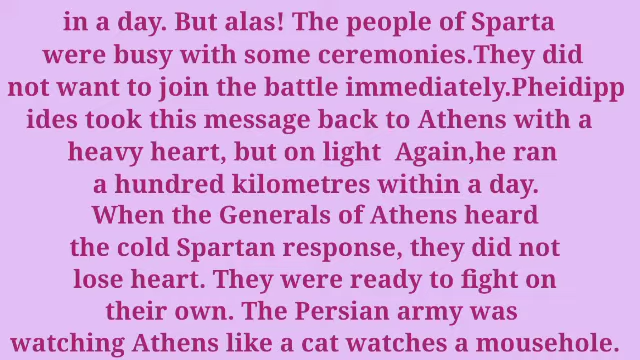 in a day. But alas! The people of Sparta
were busy with some ceremonies.They did
not want to join the battle immediately.Pheidipp
ides took this message back to Athens with a
heavy heart, but on light  Again,he ran
a hundred kilometres within a day.
When the Generals of Athens heard
the cold Spartan response, they did not
lose heart. They were ready to fight on
their own. The Persian army was
watching Athens like a cat watches a mousehole.